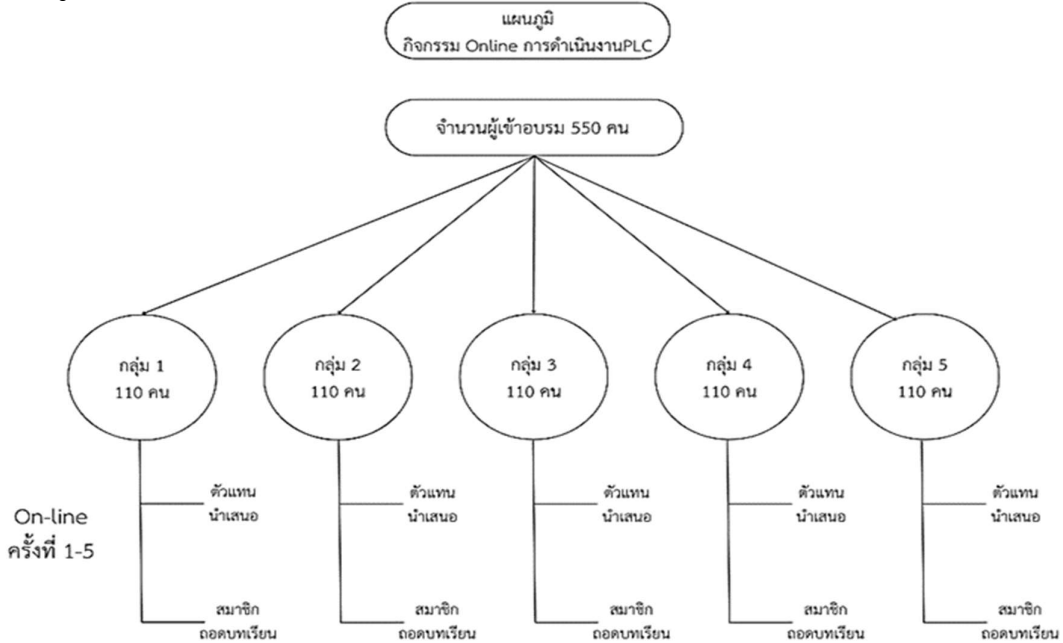 แผนภูมิ
กิจกรรม Online การดำเนินงานPLC
จำนวนผู้เข้าอบรม 550 คน
กลุ่ม 1
110 คน
กลุ่ม 2
110 คน
กลุ่ม 3
110 คน
กลุ่ม 4
110 คน
กลุ่ม 5
110 คน
On-line
ครั้งที่ 1-5
ตัวแทน
นำเสนอ
ตัวแทน
นำเสนอ
ตัวแทน
นำเสนอ
ตัวแทน
นำเสนอ
ตัวแทน
นำเสนอ
สมาชิก
ถอดบทเรียน
สมาชิก
ถอดบทเรียน
สมาชิก
ถอดบทเรียน
สมาชิก
ถอดบทเรียน
สมาชิก
ถอดบทเรียน